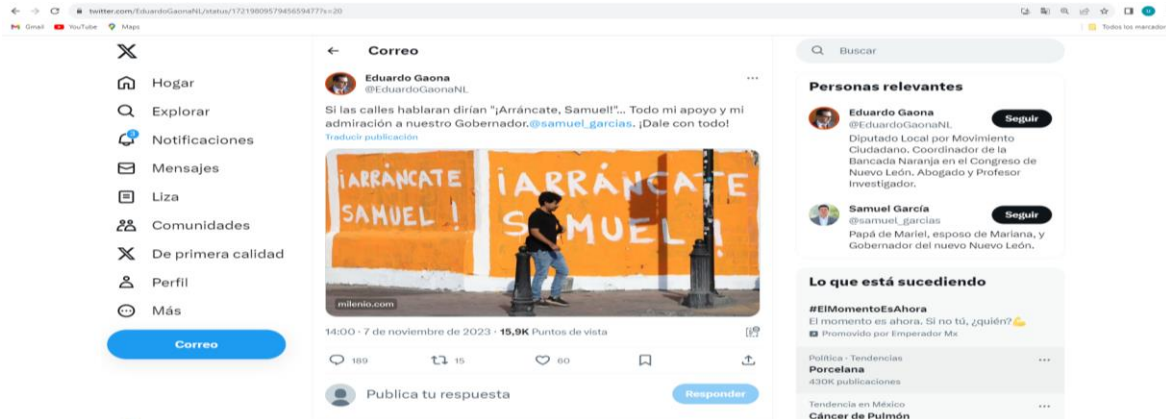 twitter.com/EduardoGaonaNL/status/1721980957945659477?s=20
Gmail
YouTube
Maps
Todos los marcador
Hogar
Explorar
3
Notificaciones
Mensajes
Liza
Comunidades
De primera calidad
Perfil
Más
Correo
Correo
Eduardo Gaona
@EduardoGaonaNL
Si las calles hablaran dirían "¡Arráncate, Samuel!"... Todo mi apoyo y mi
admiración a nuestro Gobernador.@samuel_garcias. ¡Dale con todo!
Traducir publicación
¡ARRÁNCATE
SAMUEL !
¡ARRÁNCATE
SAMUEL !
milenio.com
14:00 · 7 de noviembre de 2023 · 15,9K Puntos de vista
189
15
60
Publica tu respuesta
Responder
Buscar
Personas relevantes
Eduardo Gaona
@EduardoGaonaNL
Seguir
Diputado Local por Movimiento
Ciudadano. Coordinador de la
Bancada Naranja en el Congreso de
Nuevo León. Abogado y Profesor
Investigador.
Samuel García
@samuel_garcias
Seguir
Papá de Mariel, esposo de Mariana, y
Gobernador del nuevo Nuevo León.
Lo que está sucediendo
#ElMomentoEsAhora
El momento es ahora. Si no tú, ¿quién?💪
Promovido por Emperador Mx
Política · Tendencias
Porcelana
430K publicaciones
Tendencia en México
Cáncer de Pulmón